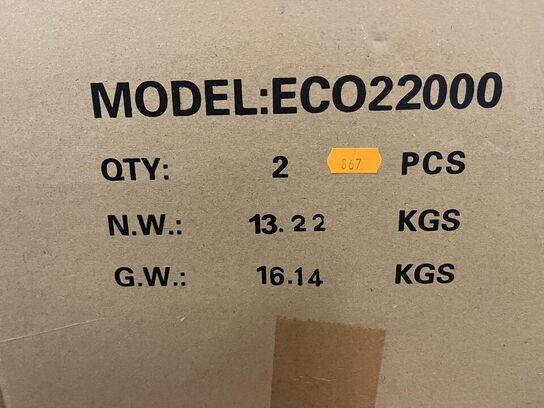 MODEL:ECO22000
QTY: 2 867 PCS
N.W.: 13.22 KGS
G.W.: 16.14 KGS